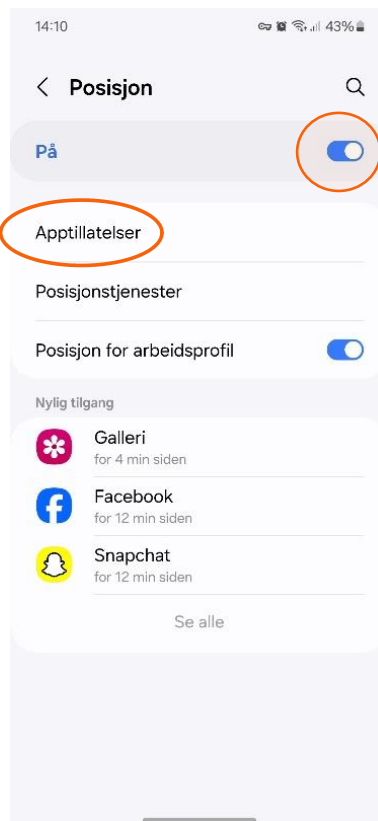 14:10 43%
Posisjon
På
Apptillatelser
Posisjonstjenester
Posisjon for arbeidsprofil
Nylig tilgang
Galleri
for 4 min siden
Facebook
for 12 min siden
Snapchat
for 12 min siden
Se alle